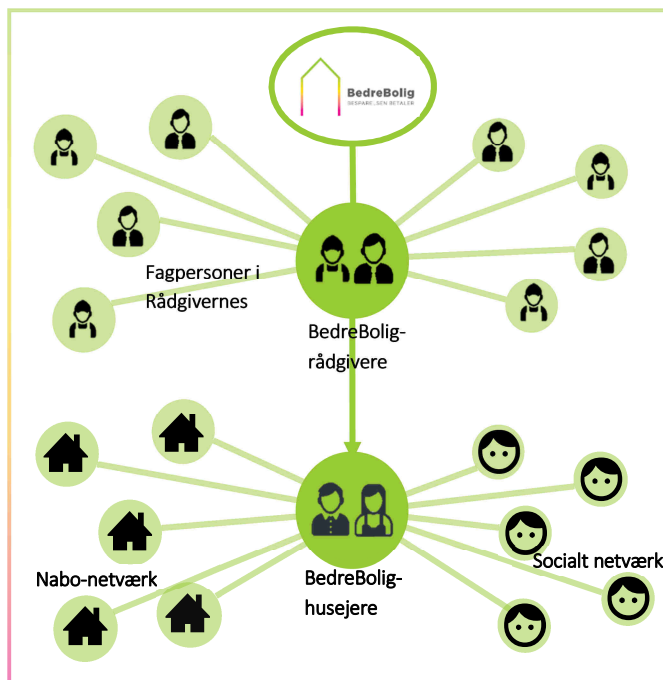 BedreBolig
BESPARELSEN BETALER
Fagpersoner i
Rådgivernes
BedreBolig-
rådgivere
Nabo-netværk
BedreBolig-
husejere
Socialt netværk